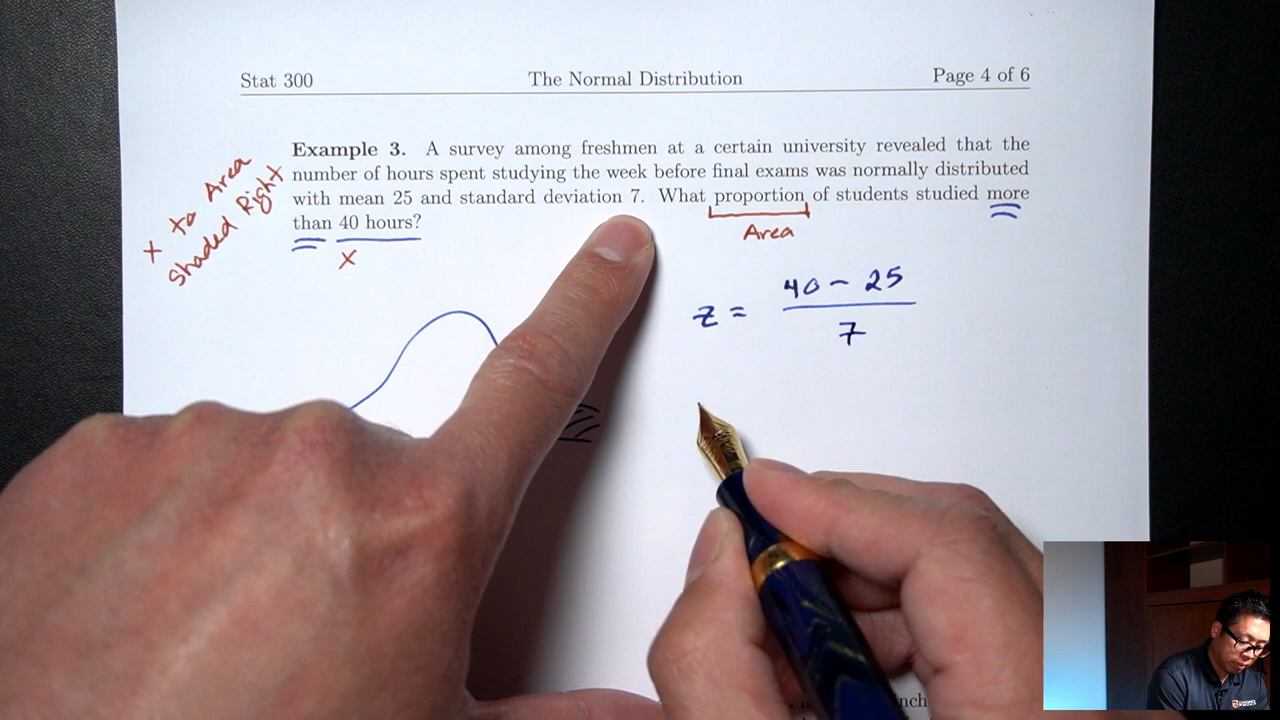 Stat 300 The Normal Distribution Page 4 of 6
Example 3. A survey among freshmen at a certain university revealed that the
number of hours spent studying the week before final exams was normally distributed
with mean 25 and standard deviation 7. What proportion of students studied more
than 40 hours?
x to Area
Shaded Right
x
Area
z = 40 - 25
7